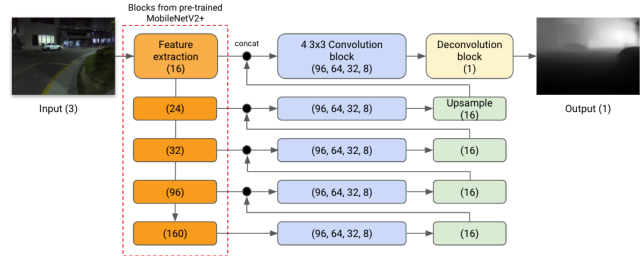 Blocks from pre-trained
MobileNetV2+
Feature
extraction
(16)
concat
4 3x3 Convolution
block
(96, 64, 32, 8)
Deconvolution
block
(1)
Input (3)
Output (1)
(24)
(96, 64, 32, 8)
Upsample
(16)
(32)
(96, 64, 32, 8)
(16)
(96)
(96, 64, 32, 8)
(16)
(160)
(96, 64, 32, 8)
(16)